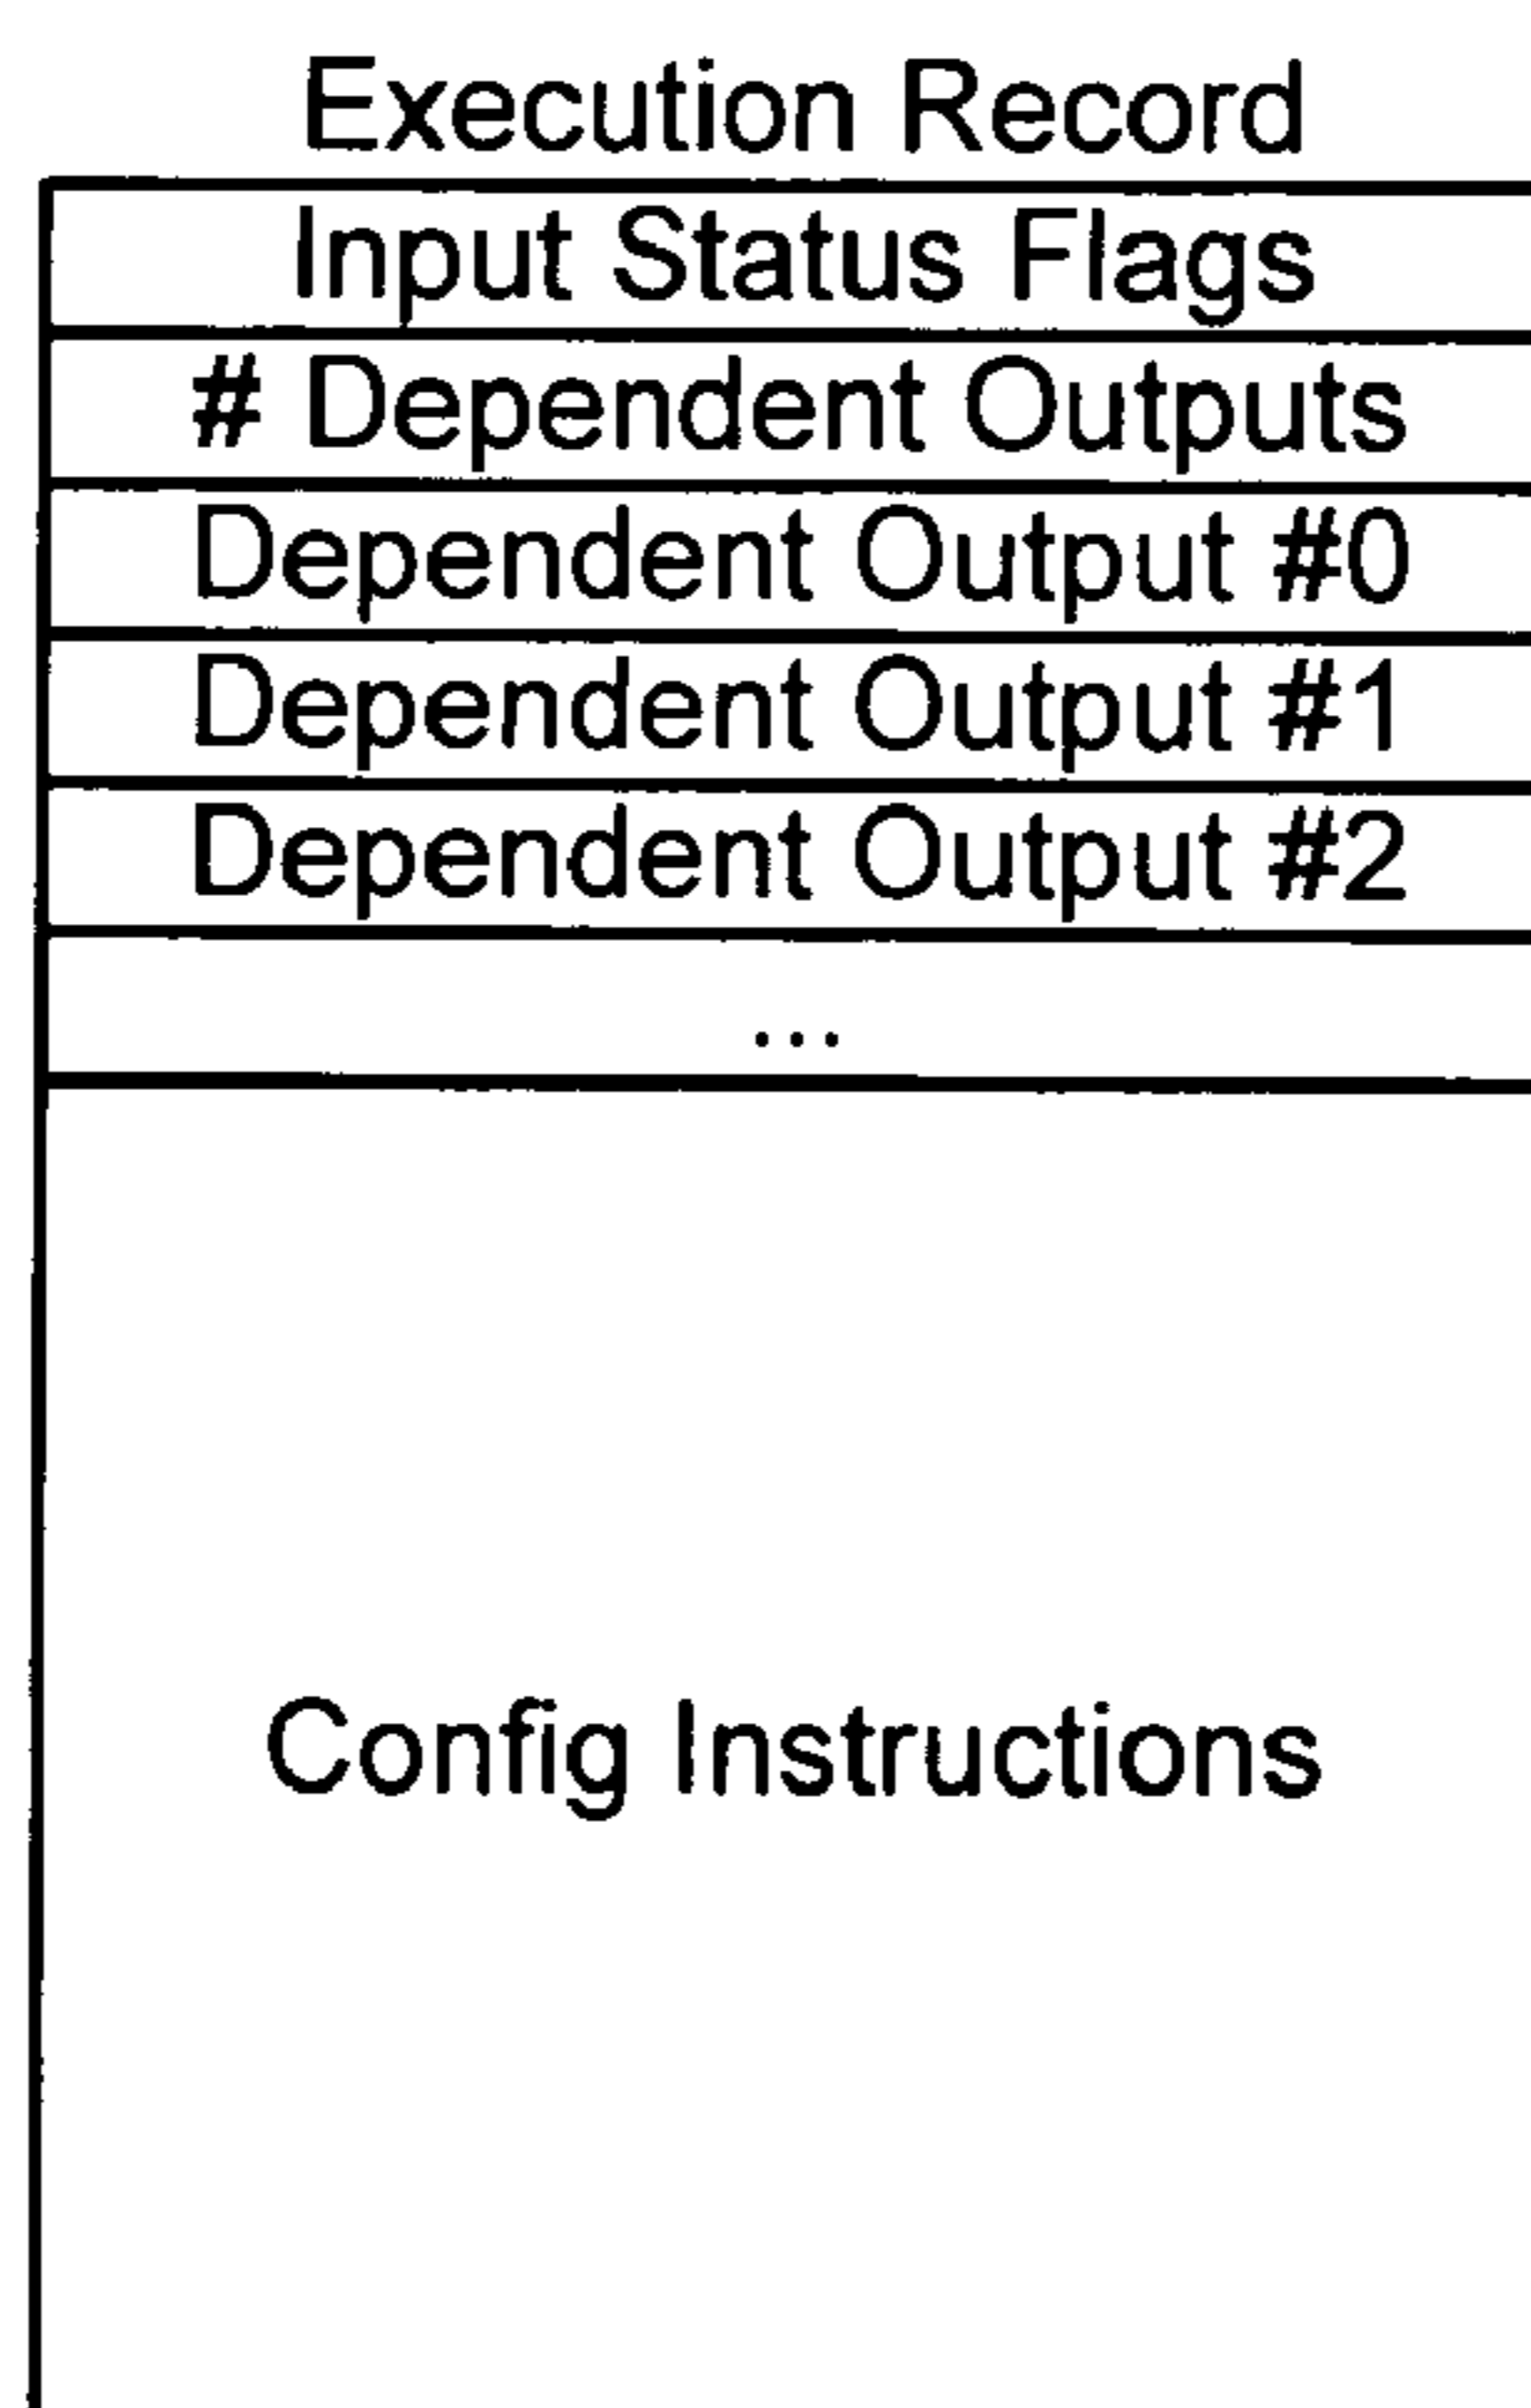 Execution Record
Input Status Flags
# Dependent Outputs
Dependent Output #0
Dependent Output #1
Dependent Output #2
...
Config Instructions